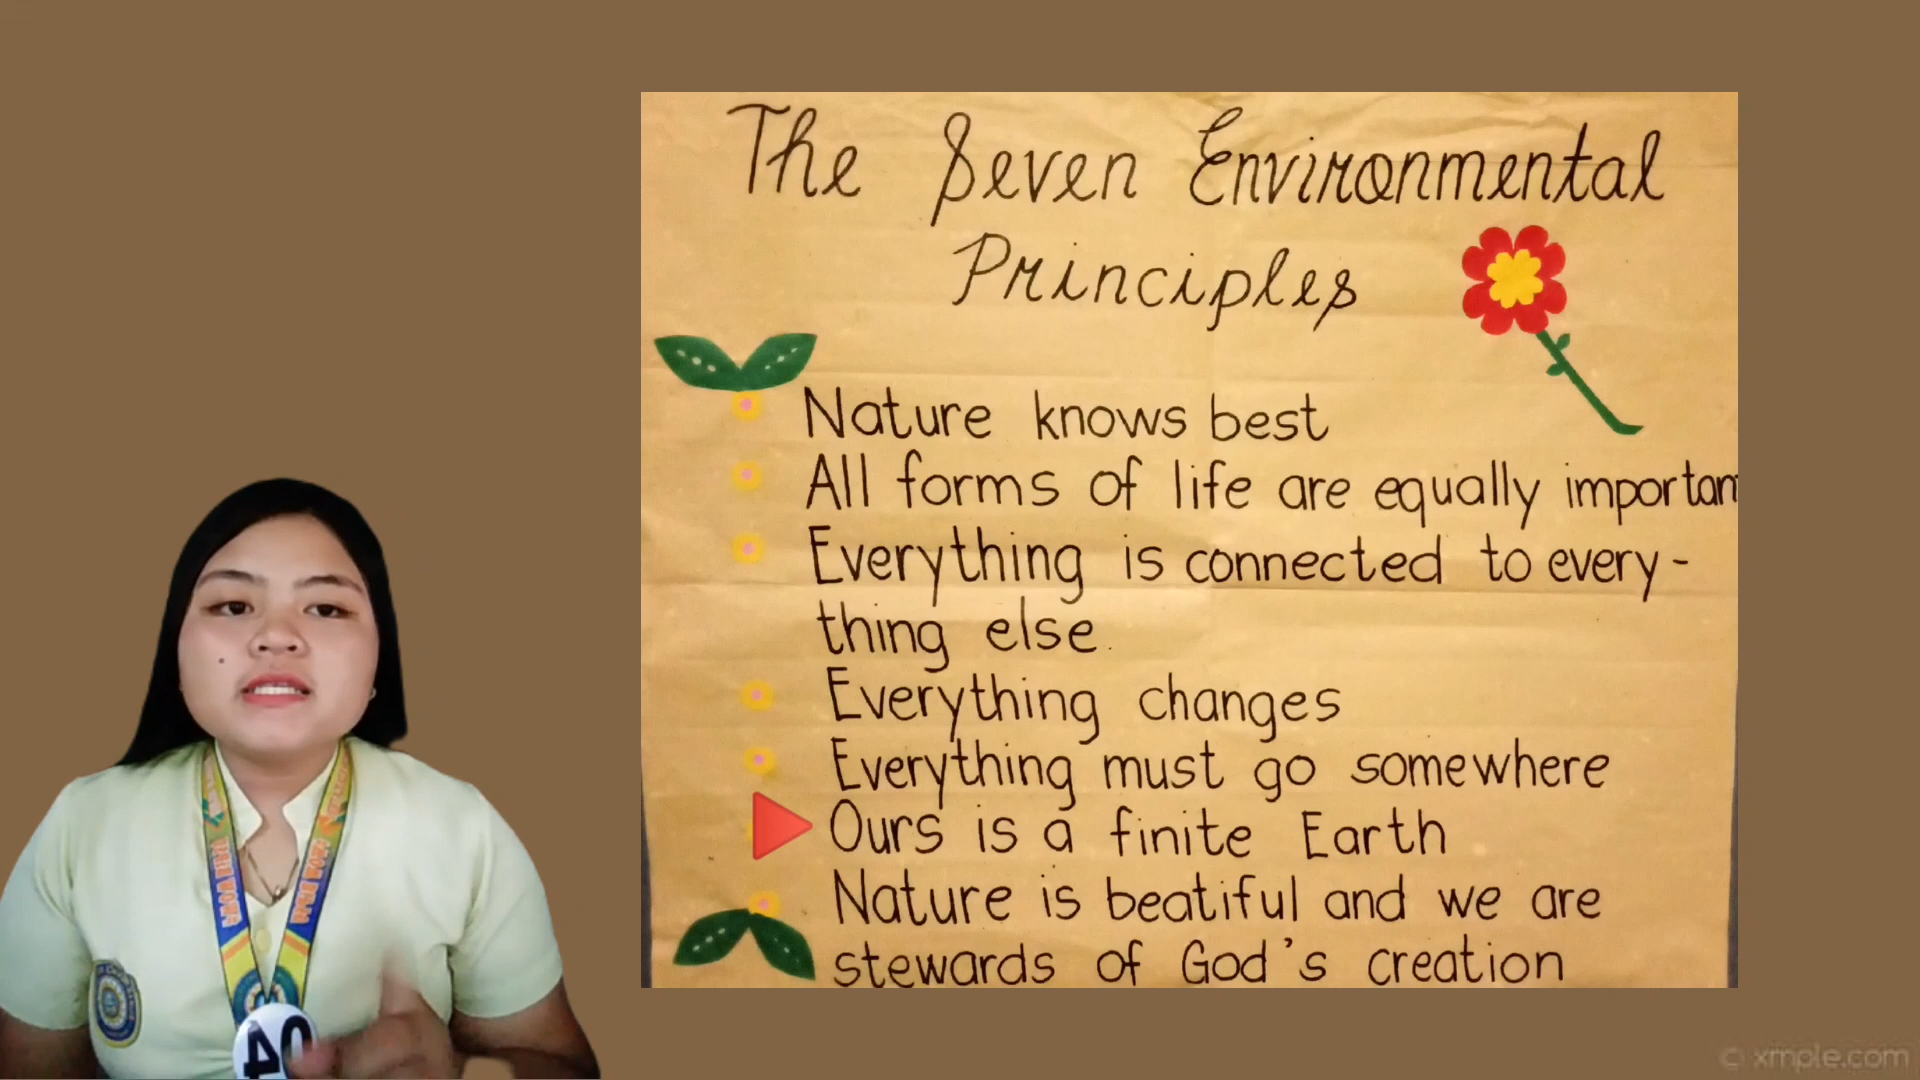 The Seven Environmental
Principles
Nature knows best
All forms of life are equally importan
Everything is connected to every-
thing else.
Everything changes
Everything must go somewhere
Ours is a finite Earth
Nature is beatiful and we are
stewards of God's creation
04
© xmple.com